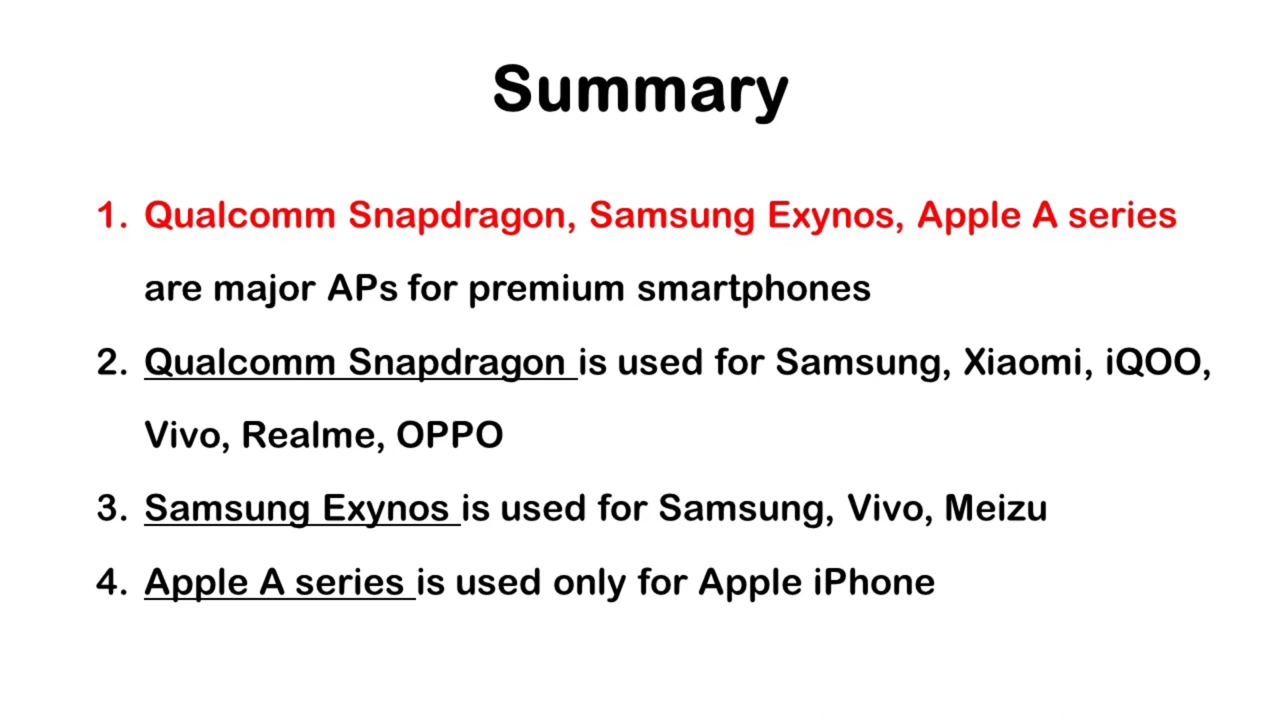 Summary
1. Qualcomm Snapdragon, Samsung Exynos, Apple A series
are major APs for premium smartphones
2. Qualcomm Snapdragon is used for Samsung, Xiaomi, iQOO,
Vivo, Realme, OPPO
3. Samsung Exynos is used for Samsung, Vivo, Meizu
4. Apple A series is used only for Apple iPhone